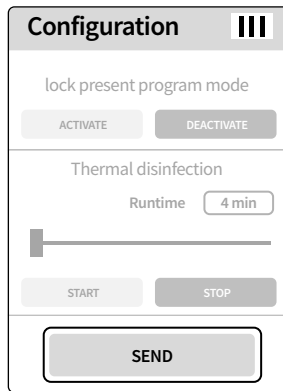 Configuration
lock present program mode
ACTIVATE DEACTIVATE
Thermal disinfection
Runtime 4 min
START STOP
SEND